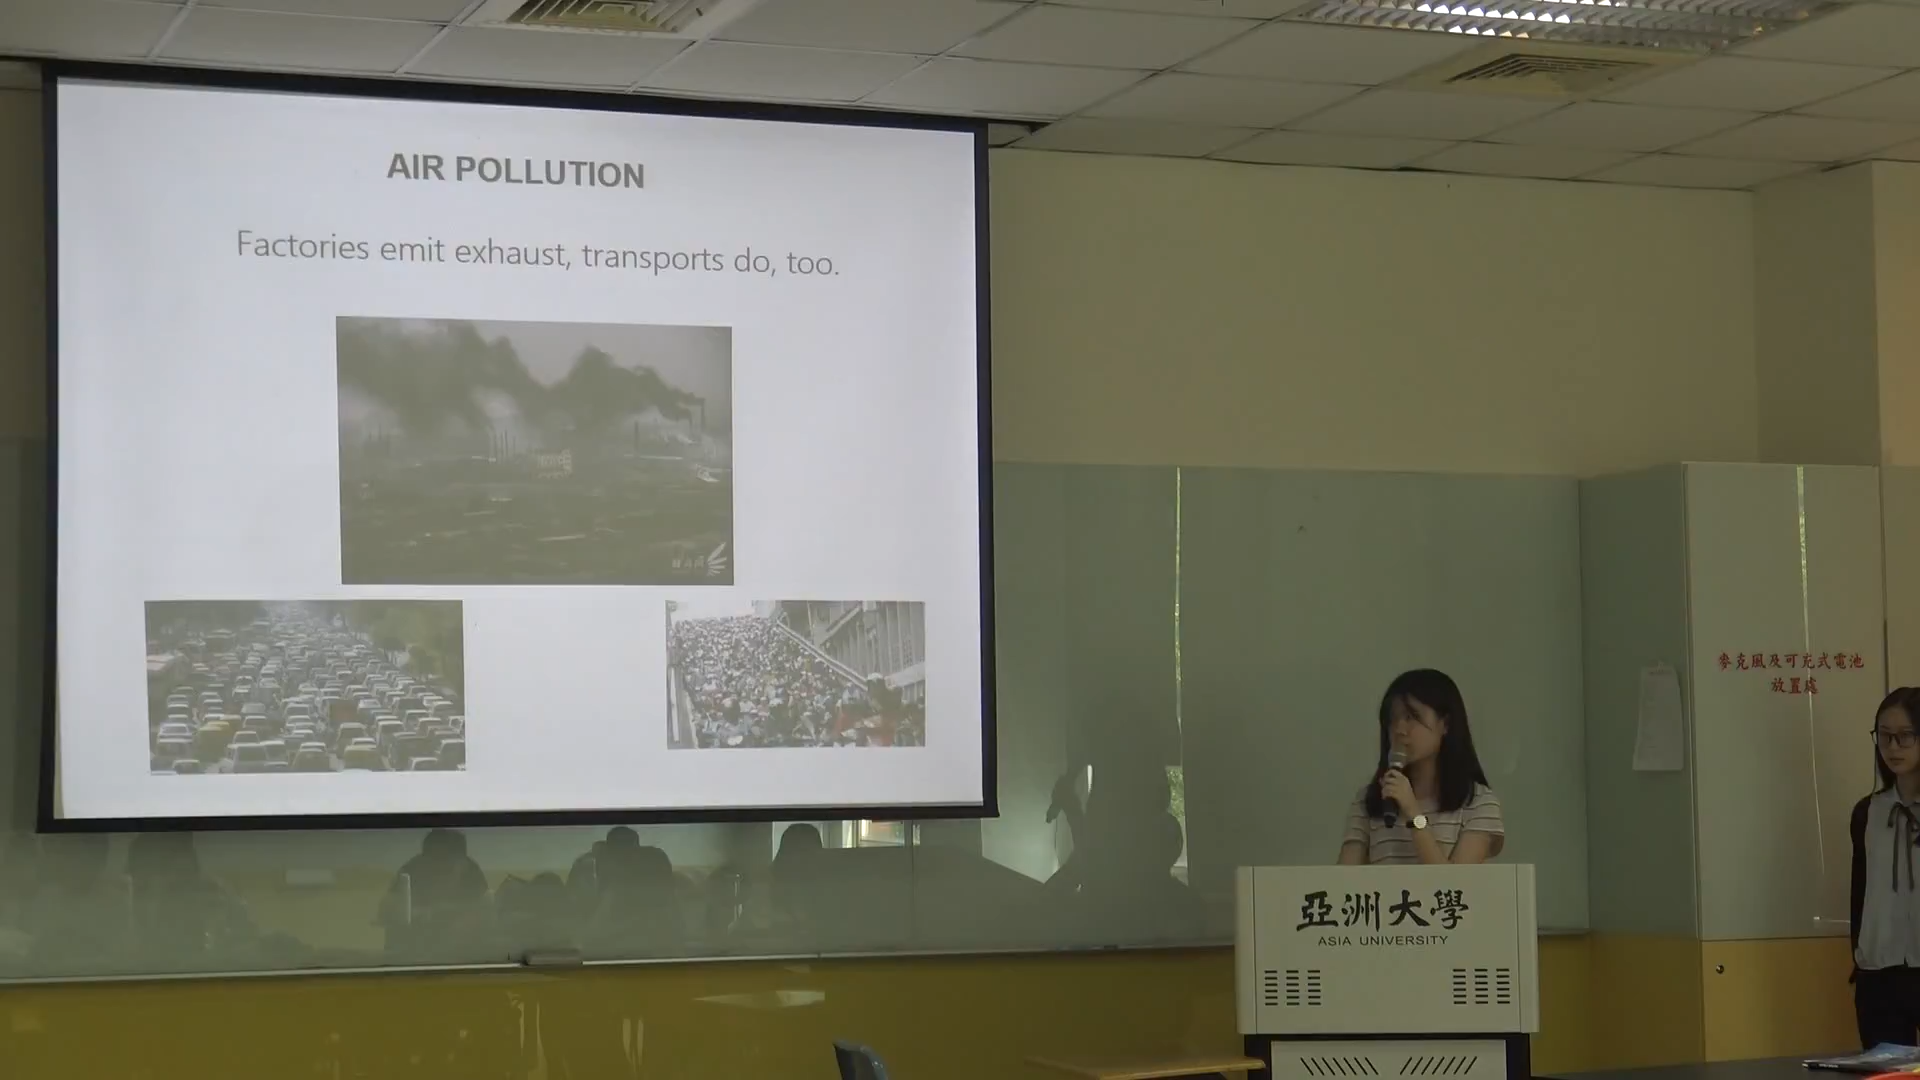 AIR POLLUTION
Factories emit exhaust, transports do, too.
麥克風及可充式電池
放置處
亞洲大學
ASIA UNIVERSITY